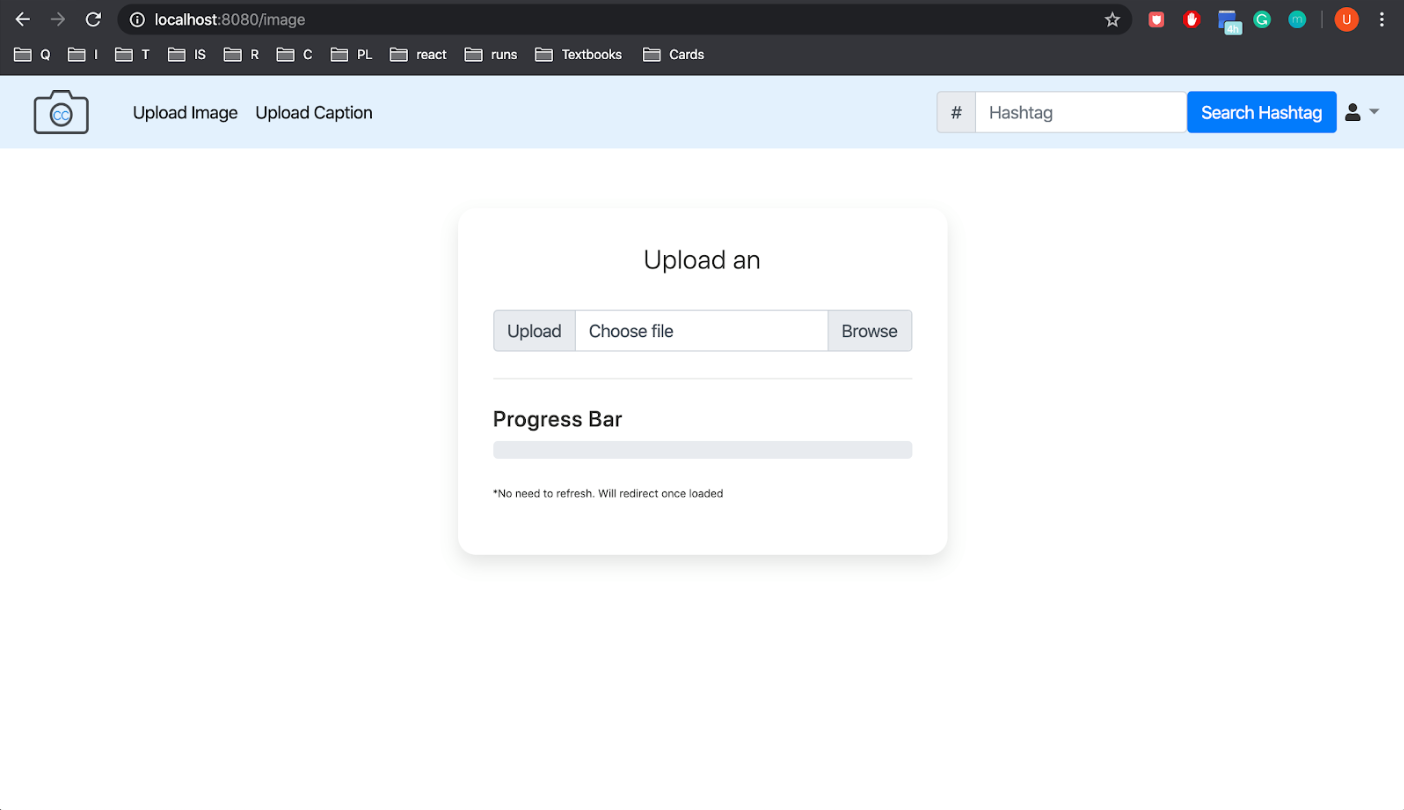 localhost:8080/image
4h
U
Q I T IS R C PL react runs Textbooks Cards
CC Upload Image Upload Caption # Hashtag Search Hashtag
Upload an
Upload Choose file Browse
Progress Bar
*No need to refresh. Will redirect once loaded